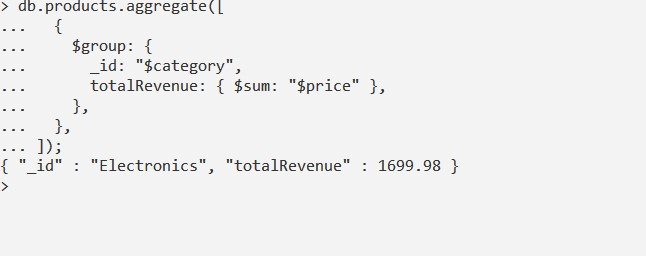 > db.products.aggregate([
...   {
...     $group: {
...       _id: "$category",
...       totalRevenue: { $sum: "$price" },
...     },
...   },
... ]);
{ "_id" : "Electronics", "totalRevenue" : 1699.98 }
>